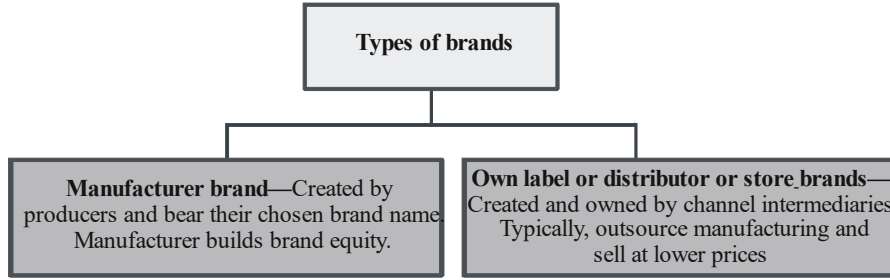 Types of brands
Manufacturer brand—Created by
producers and bear their chosen brand name.
Manufacturer builds brand equity.
Own label or distributor or store brands—
Created and owned by channel intermediaries
Typically, outsource manufacturing and
sell at lower prices